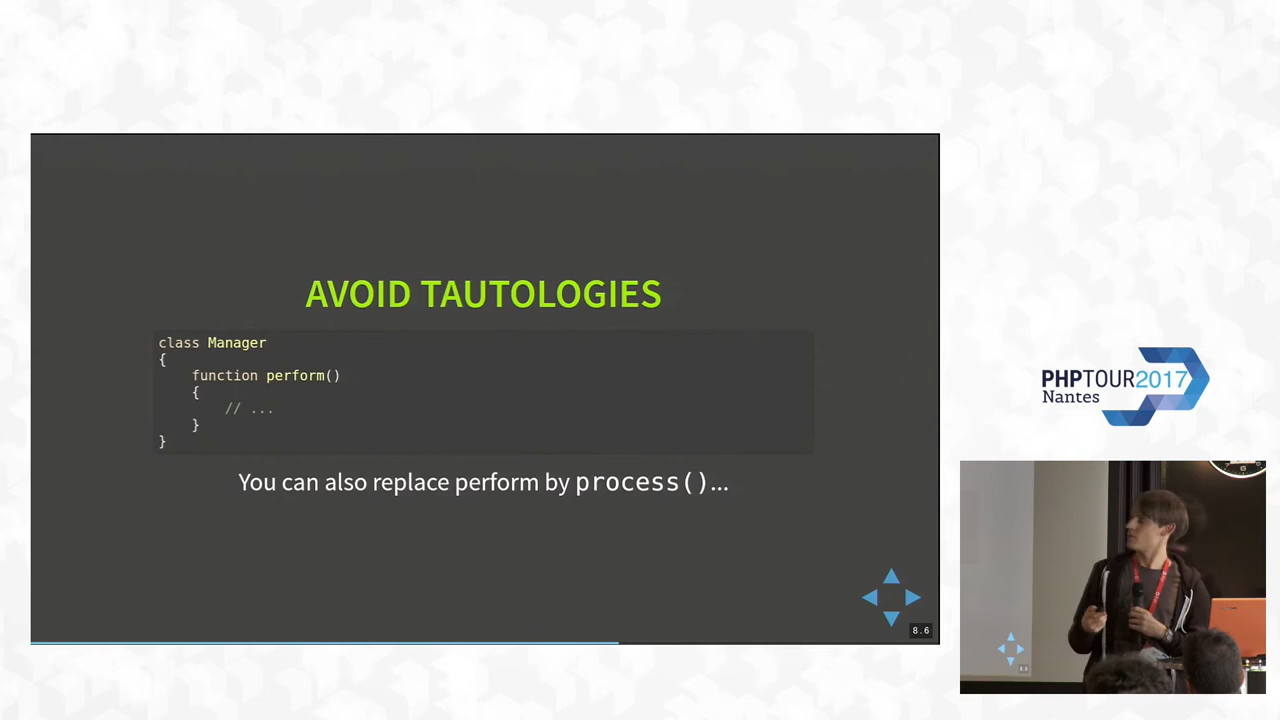 AVOID TAUTOLOGIES
class Manager
{
    function perform()
    {
        // ...
    }
}
You can also replace perform by process()...
8.6
PHPTOUR2017
Nantes